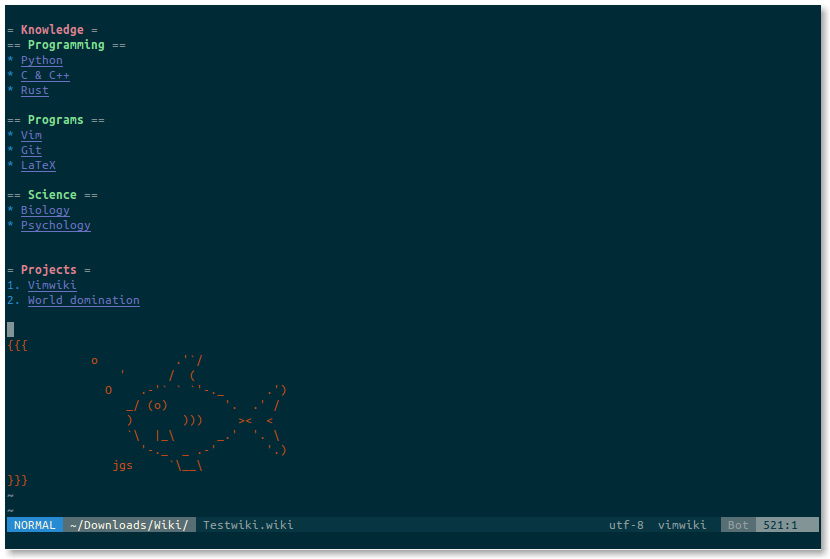 = Knowledge =
== Programming ==
* Python
* C & C++
* Rust

== Programs ==
* Vim
* Git
* LaTeX

== Science ==
* Biology
* Psychology


= Projects =
1. Vimwiki
2. World domination

{{{
            o           .'`/
                '      /  (
              O    .-'` ` `'-._      .')
                 _/ (o)        '.  .' /
                 )       )))     ><  <
                 `\  |_\      _.'  '. \
                   '-._  _ .-'       '.)
               jgs     `\__\
}}}
~
~
NORMAL ~/Downloads/Wiki/ Testwiki.wiki utf-8 vimwiki Bot 521:1